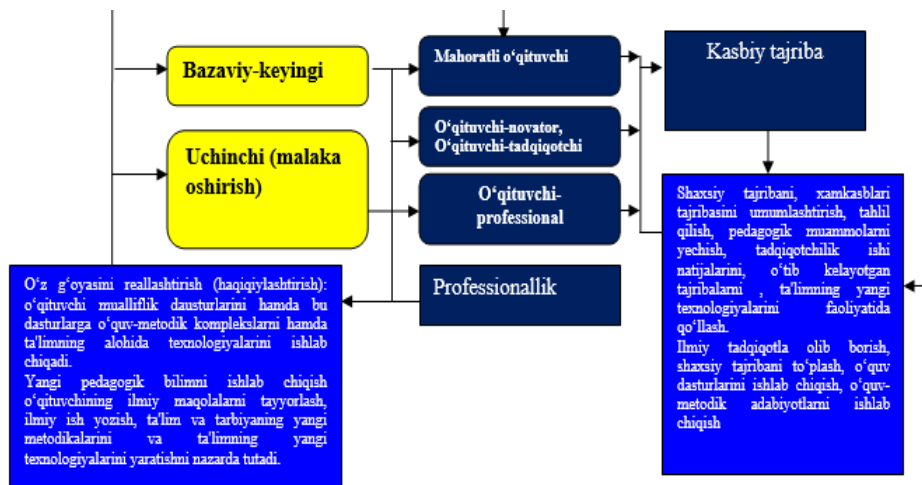 Bazaviy-keyingi
Uchinchi (malaka
oshirish)
Mahoratli o‘qituvchi
O‘qituvchi-novator,
O‘qituvchi-tadqiqotchi
O‘qituvchi-
professional
Professionallik
Kasbiy tajriba
O‘z g‘oyasini reallashtirish (haqiqiylashtirish):
o‘qituvchi mualliflik dausturlarini hamda bu
dasturlarga o‘quv-metodik komplekslarni hamda
ta'limning alohida texnologiyalarini ishlab
chiqadi.
Yangi pedagogik bilimni ishlab chiqish
o‘qituvchining ilmiy maqolalarni tayyorlash,
ilmiy ish yozish, ta'lim va tarbiyaning yangi
metodikalarini va ta'limning yangi
texnologiyalarini yaratishni nazarda tutadi.
Shaxsiy tajribani, xamkasblari
tajribasini umumlashtirish, tahlil
qilish, pedagogik muammolarni
yechish, tadqiqotchilik ishi
natijalarini, o‘tib kelayotgan
tajribalarni , ta'limning yangi
texnologiyalarini faoliyatida
qo‘llash.
Ilmiy tadqiqotla olib borish,
shaxsiy tajribani to‘plash, o‘quv
dasturlarini ishlab chiqish, o‘quv-
metodik adabiyotlarni ishlab
chiqish